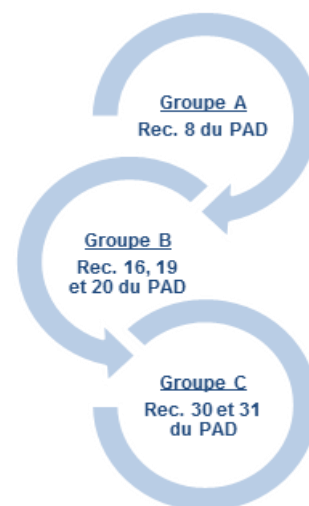 Groupe A
Rec. 8 du PAD
Groupe B
Rec. 16, 19
et 20 du PAD
Groupe C
Rec. 30 et 31
du PAD